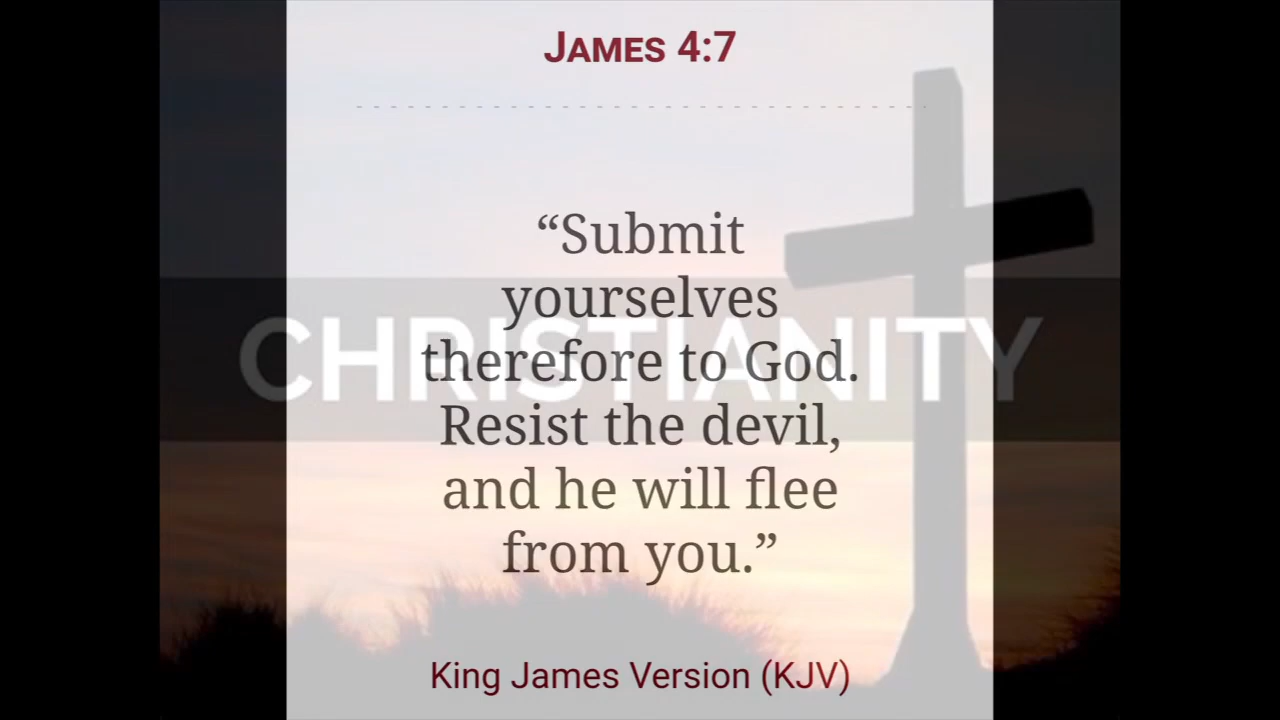 JAMES 4:7
“Submit
yourselves
therefore to God.
CHRISTIANITY
Resist the devil,
and he will flee
from you.”
King James Version (KJV)